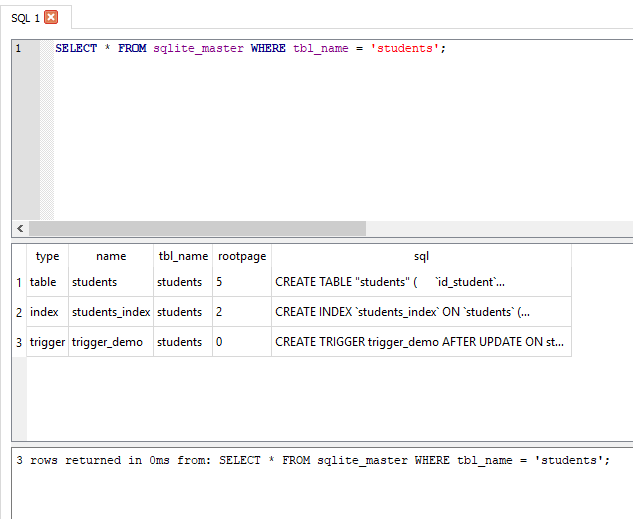 SQL 1
1 SELECT * FROM sqlite_master WHERE tbl_name = 'students';
type name tbl_name rootpage sql
1 table students students 5 CREATE TABLE "students" ( `id_student`...
2 index students_index students 2 CREATE INDEX `students_index` ON `students` (...
3 trigger trigger_demo students 0 CREATE TRIGGER trigger_demo AFTER UPDATE ON st...
3 rows returned in 0ms from: SELECT * FROM sqlite_master WHERE tbl_name = 'students';